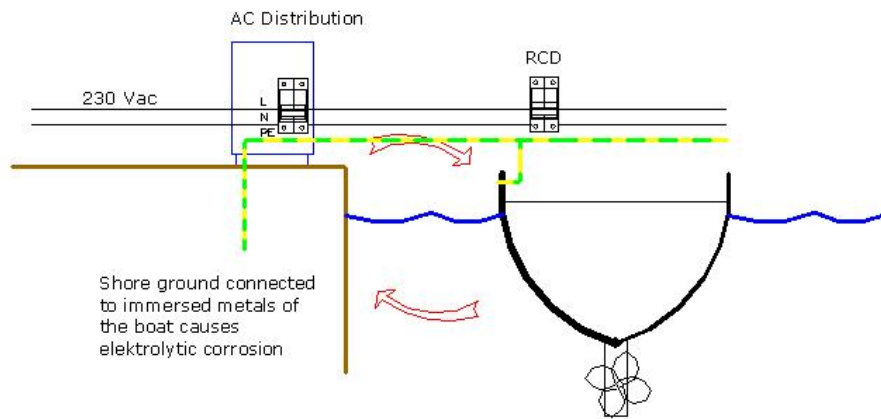 AC Distribution
RCD
230 Vac
L
N
PE
Shore ground connected
to immersed metals of
the boat causes
elektrolytic corrosion